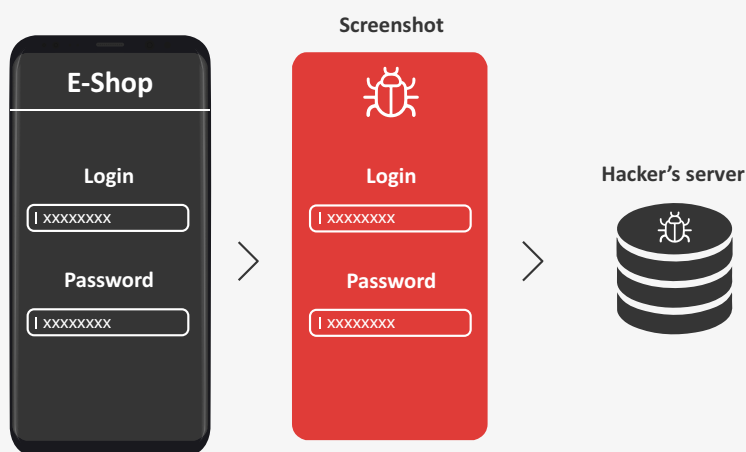 Screenshot
E-Shop
Login
xxxxxxxx
Password
xxxxxxxx
Login
xxxxxxxx
Password
xxxxxxxx
Hacker’s server